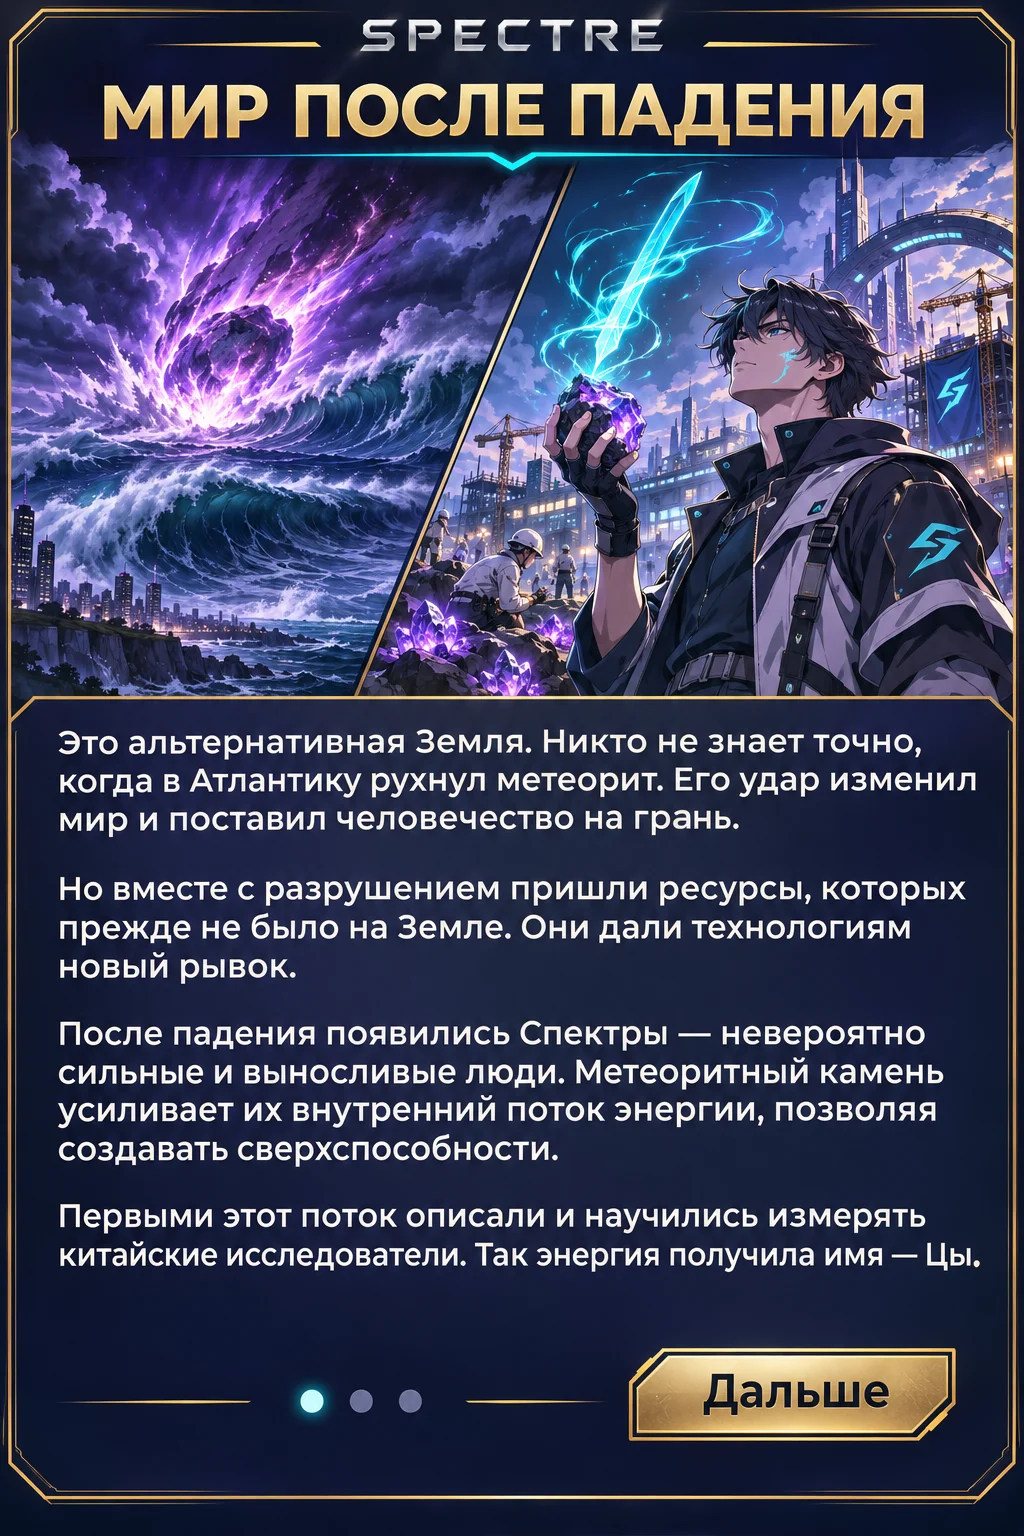 SPECTRE
МИР ПОСЛЕ ПАДЕНИЯ
Это альтернативная Земля. Никто не знает точно,
когда в Атлантику рухнул метеорит. Его удар изменил
мир и поставил человечество на грань.
Но вместе с разрушением пришли ресурсы, которых
прежде не было на Земле. Они дали технологиям
новый рывок.
После падения появились Спектры — невероятно
сильные и выносливые люди. Метеоритный камень
усиливает их внутренний поток энергии, позволяя
создавать сверхспособности.
Первыми этот поток описали и научились измерять
китайские исследователи. Так энергия получила имя — Цы.
Дальше